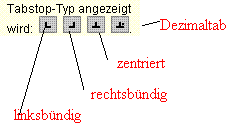 Tabstop-Typ angezeigt
wird: .
Dezimaltab
zentriert
rechtsbündig
linksbündig